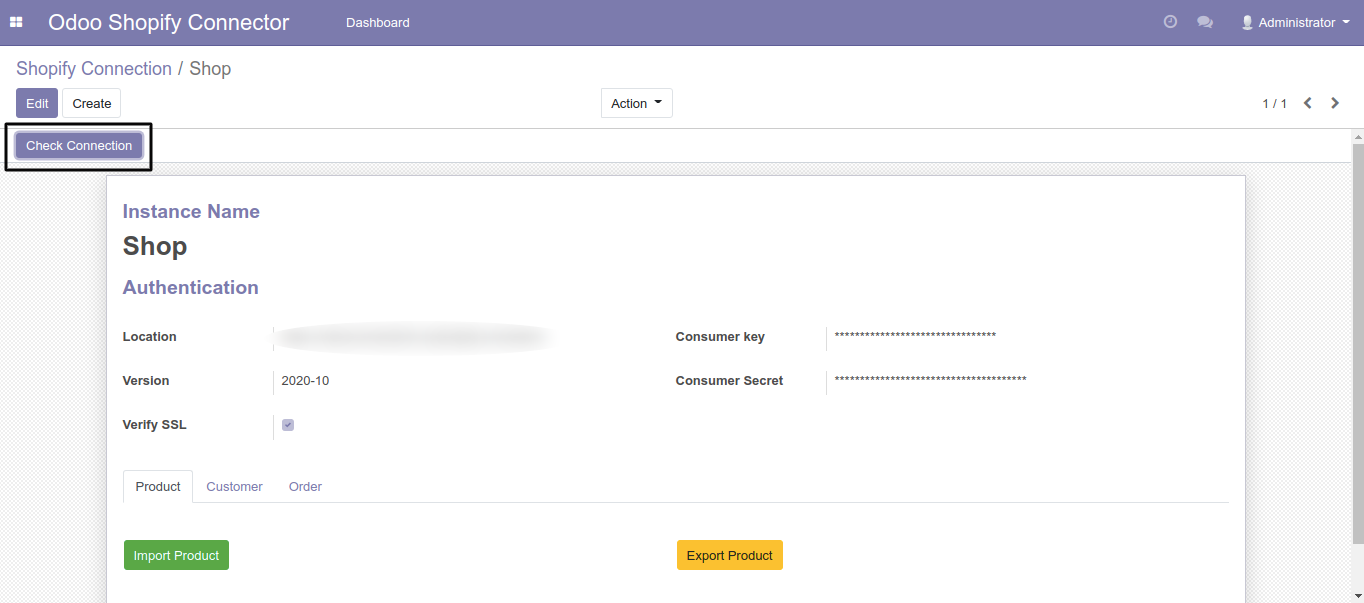 Odoo Shopify Connector Dashboard Administrator
Shopify Connection / Shop
Edit Create Action 1 / 1
Check Connection
Instance Name
Shop
Authentication
Location Consumer key ********************************
Version 2020-10 Consumer Secret **************************************
Verify SSL
Product Customer Order
Import Product Export Product